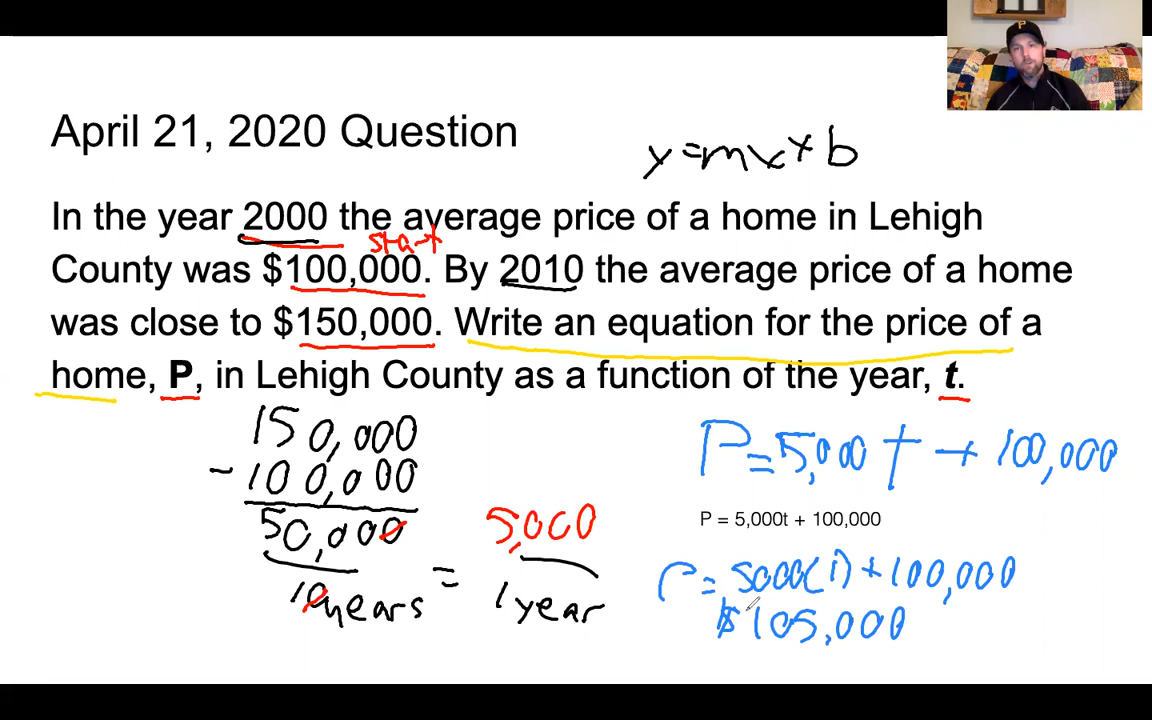 P
April 21, 2020 Question
y=mx+b
In the year 2000 the average price of a home in Lehigh
start
County was $100,000. By 2010 the average price of a home
was close to $150,000. Write an equation for the price of a
home, P, in Lehigh County as a function of the year, t.
150,000
-100,000
50,000
10years
=
5,000
1 year
P=5,000t+100,000
P = 5,000t + 100,000
P=5000(1)+100,000
$105,000